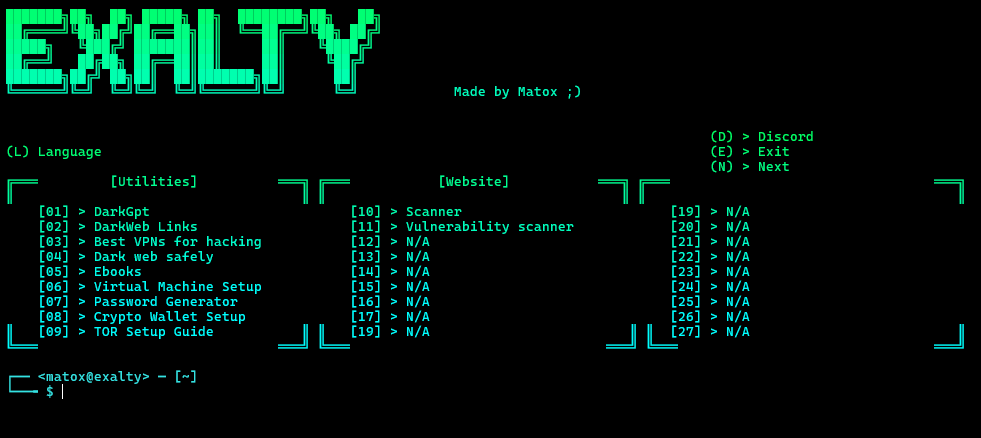 EXALTY
Made by Matox ;)
(D) > Discord
(L) Language
(E) > Exit
(N) > Next
[Utilities] [Website]
[01] > DarkGpt [10] > Scanner [19] > N/A
[02] > DarkWeb Links [11] > Vulnerability scanner [20] > N/A
[03] > Best VPNs for hacking [12] > N/A [21] > N/A
[04] > Dark web safely [13] > N/A [22] > N/A
[05] > Ebooks [14] > N/A [23] > N/A
[06] > Virtual Machine Setup [15] > N/A [24] > N/A
[07] > Password Generator [16] > N/A [25] > N/A
[08] > Crypto Wallet Setup [17] > N/A [26] > N/A
[09] > TOR Setup Guide [19] > N/A [27] > N/A
<matox@exalty> — [~]
$